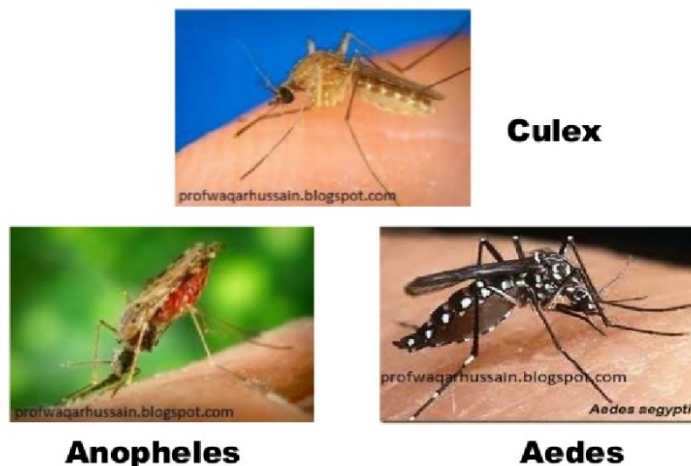 profwaqarhussain.blogspot.com
Culex
profwaqarhussain.blogspot.com
Anopheles
profwaqarhussain.blogspot.com
Aedes aegypti
Aedes